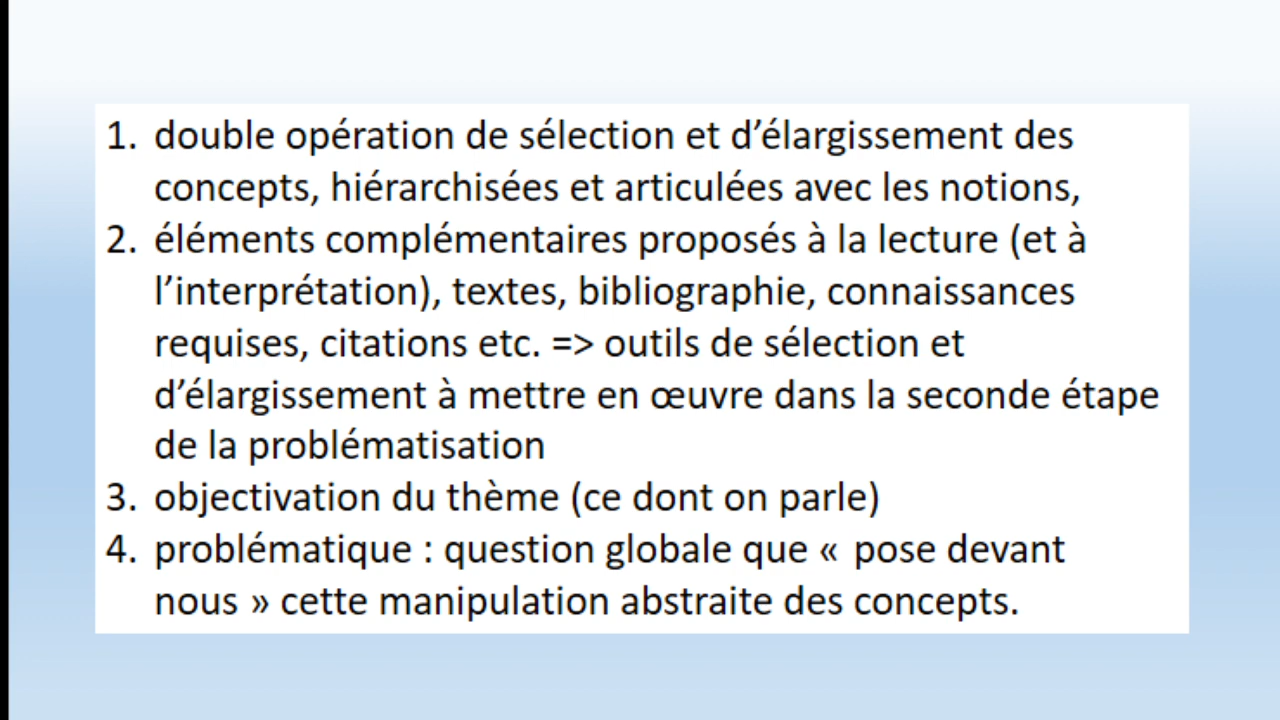 1. double opération de sélection et d’élargissement des
concepts, hiérarchisées et articulées avec les notions,
2. éléments complémentaires proposés à la lecture (et à
l’interprétation), textes, bibliographie, connaissances
requises, citations etc. => outils de sélection et
d’élargissement à mettre en œuvre dans la seconde étape
de la problématisation
3. objectivation du thème (ce dont on parle)
4. problématique : question globale que « pose devant
nous » cette manipulation abstraite des concepts.